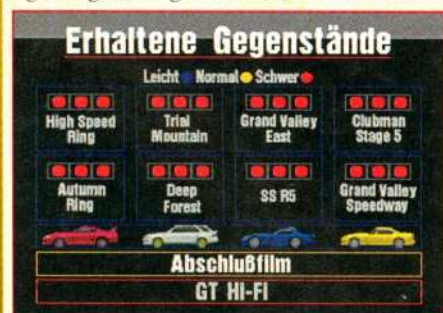 Erhaltene Gegenstände
Leicht Normal Schwer
High Speed Ring
Trial Mountain
Grand Valley East
Clubman Stage 5
Autumn Ring
Deep Forest
SS R5
Grand Valley Speedway
Abschlußfilm
GT HI-FI